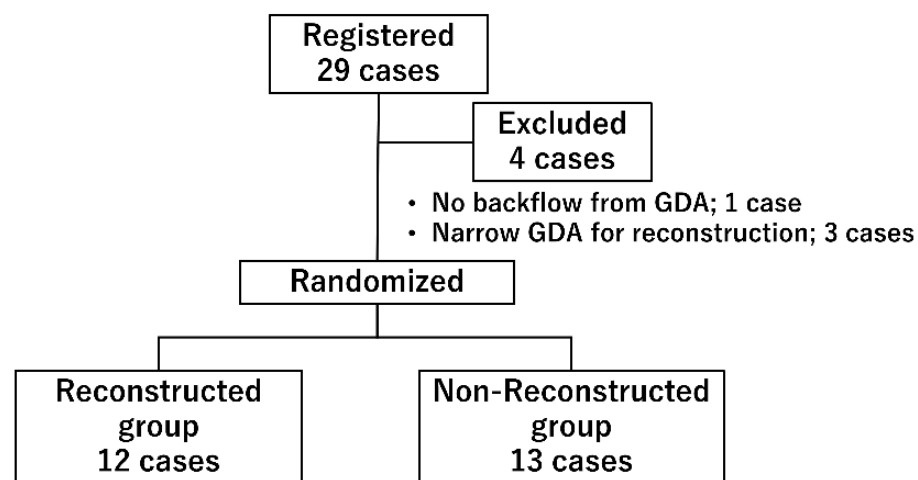 Registered
29 cases
Excluded
4 cases
• No backflow from GDA; 1 case
• Narrow GDA for reconstruction; 3 cases
Randomized
Reconstructed
group
12 cases
Non-Reconstructed
group
13 cases